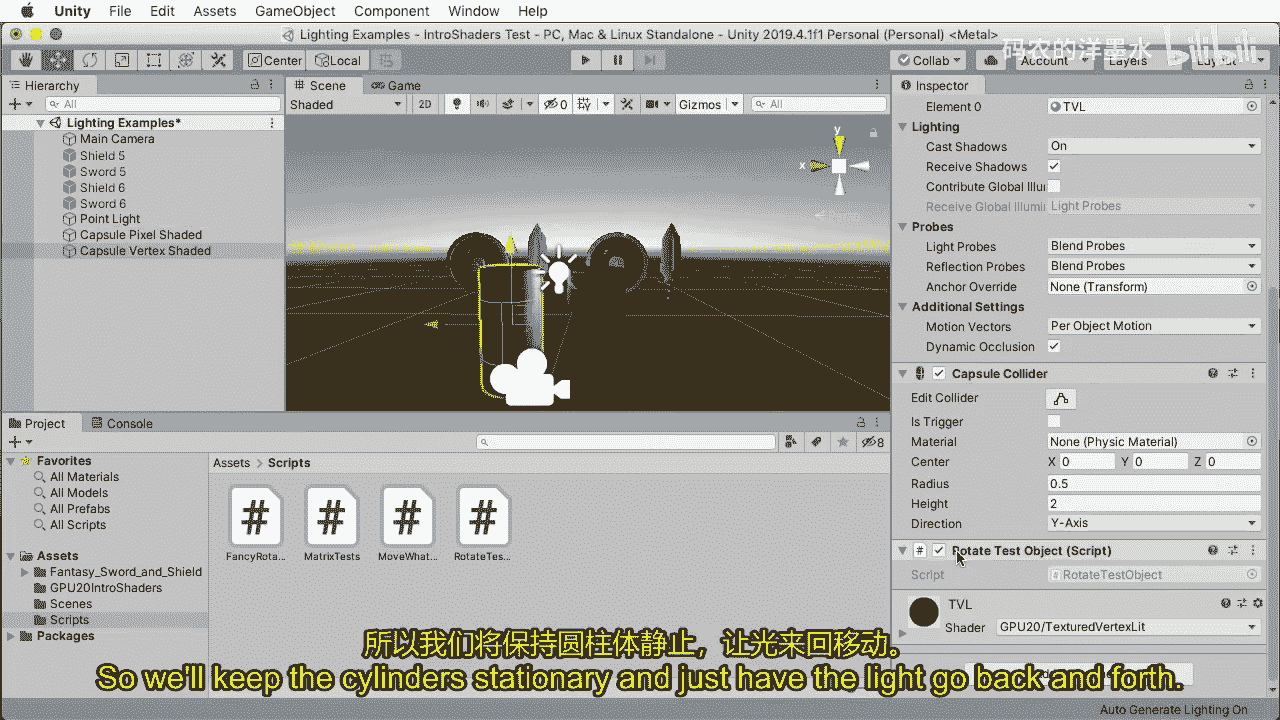 Unity File Edit Assets GameObject Component Window Help
Lighting Examples - IntroShaders Test - PC, Mac & Linux Standalone - Unity 2019.4.1f1 Personal (Personal) <Metal>
码农的洋墨水 bilibili
Center Local Collab Account Layers
Hierarchy
All
Lighting Examples*
Main Camera
Shield 5
Sword 5
Shield 6
Sword 6
Point Light
Capsule Pixel Shaded
Capsule Vertex Shaded
Scene Game
Shaded 2D 0 Gizmos All
y
x
Inspector
Element 0 TVL
Lighting
Cast Shadows On
Receive Shadows
Contribute Global Illui
Receive Global Illumii Light Probes
Probes
Light Probes Blend Probes
Reflection Probes Blend Probes
Anchor Override None (Transform)
Additional Settings
Motion Vectors Per Object Motion
Dynamic Occlusion
Capsule Collider
Edit Collider
Is Trigger
Material None (Physic Material)
Center X 0 Y 0 Z 0
Radius 0.5
Height 2
Direction Y-Axis
# Rotate Test Object (Script)
Script RotateTestObject
TVL
Shader GPU20/TexturedVertexLit
Project Console
8
Favorites
All Materials
All Models
All Prefabs
All Scripts
Assets
Fantasy_Sword_and_Shield
GPU20IntroShaders
Scenes
Scripts
Packages
Assets > Scripts
# # # #
FancyRota... MatrixTests MoveWhat... RotateTes...
所以我们将保持圆柱体静止，让光来回移动。
So we'll keep the cylinders stationary and just have the light go back and forth.
Auto Generate Lighting On